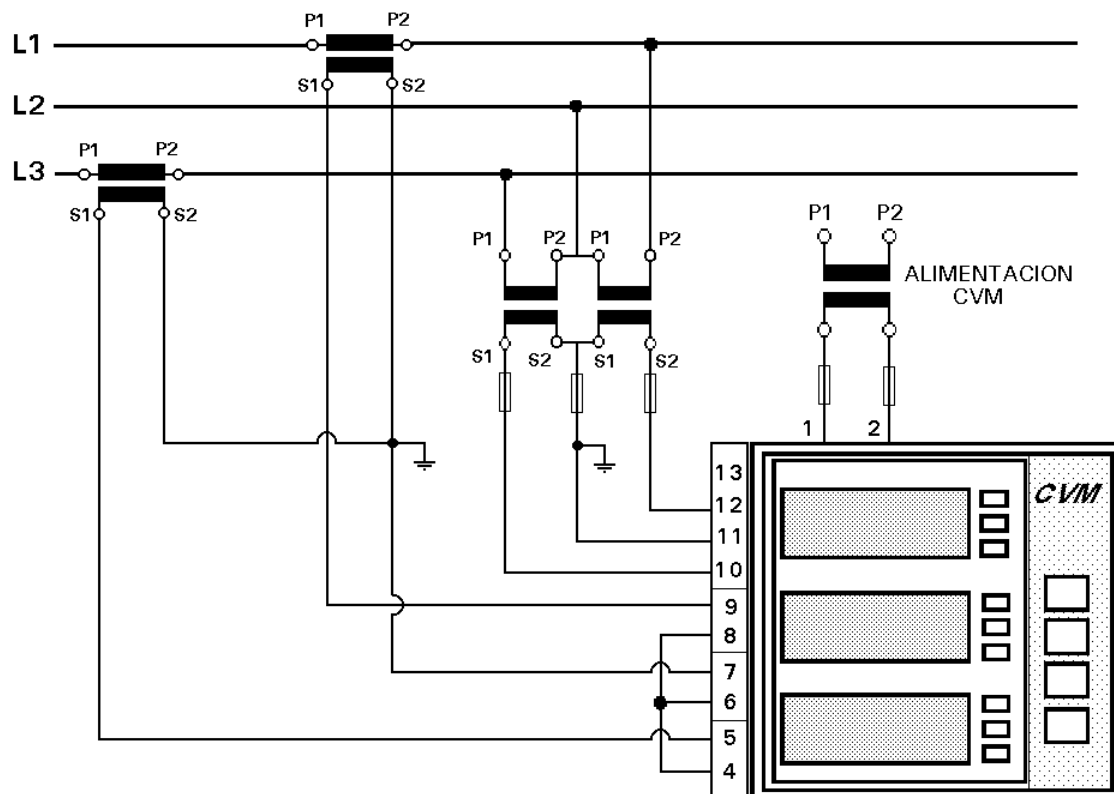 P1 P2
L1
S1 S2
L2
P1 P2
L3
S1 S2
P1 P2
P1 P2 P1 P2
ALIMENTACION
CVM
S1 S2 S1 S2
1 2
13
12
11
10
9
8
7
6
5
4
CVM